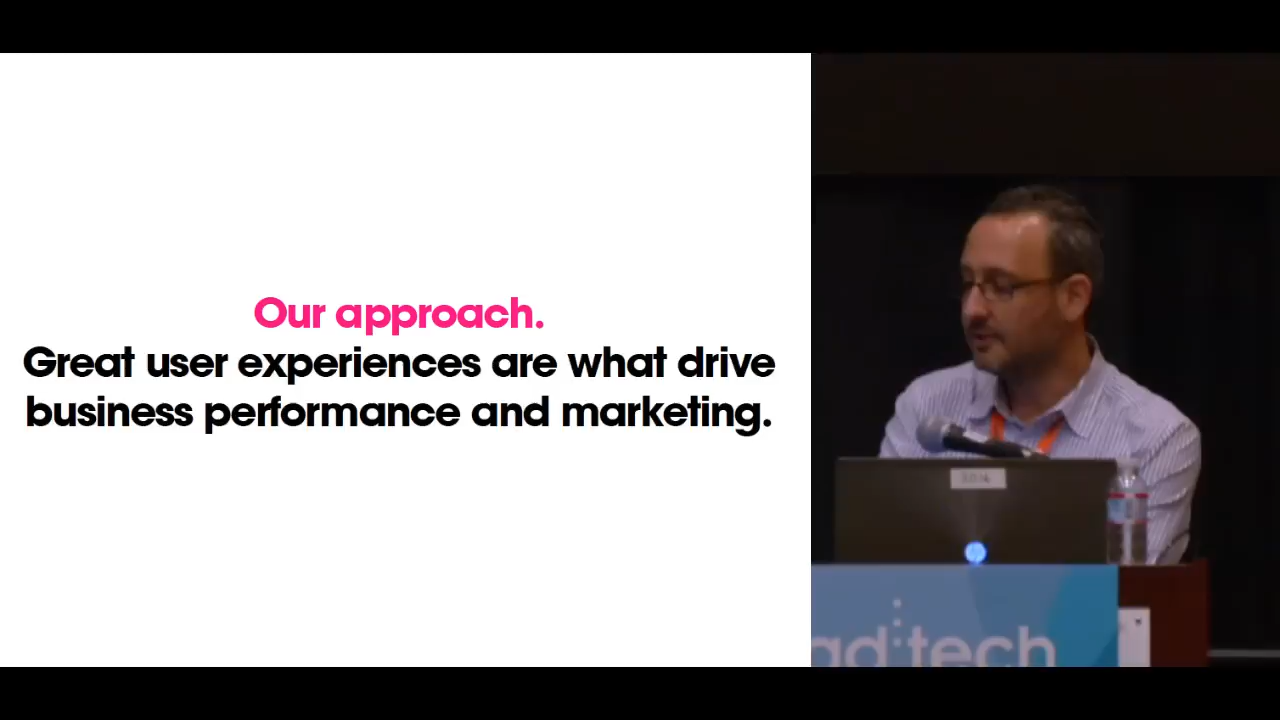 Our approach.
Great user experiences are what drive
business performance and marketing.
ad:tech